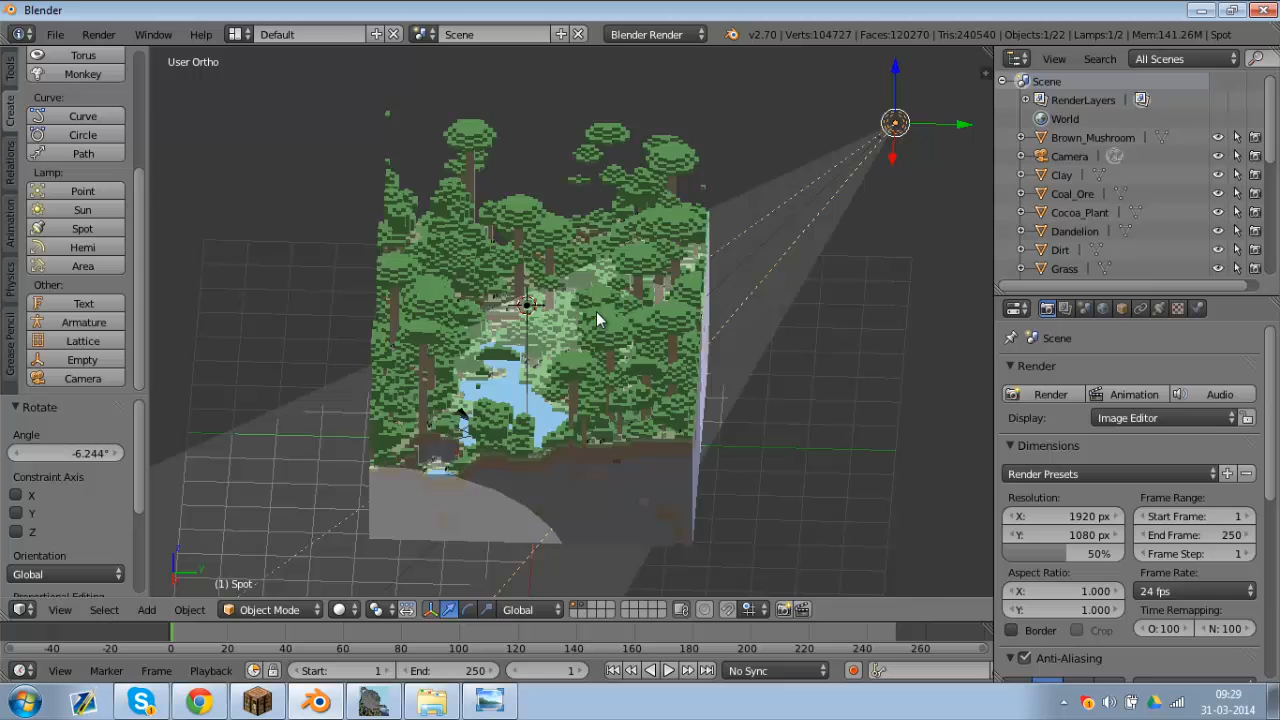 Blender
File Render Window Help Default Scene Blender Render v2.70 | Verts:104727 | Faces:120270 | Tris:240540 | Objects:1/22 | Lamps:1/2 | Mem:141.26M | Spot
Tools
Create
Relations
Animation
Physics
Grease Pencil
Torus
Monkey
Curve:
Curve
Circle
Path
Lamp:
Point
Sun
Spot
Hemi
Area
Other:
Text
Armature
Lattice
Empty
Camera
Rotate
Angle
-6.244°
Constraint Axis
X
Y
Z
Orientation
Global
User Ortho
(1) Spot
View Select Add Object Object Mode Global
View Search All Scenes
Scene
RenderLayers
World
Brown_Mushroom
Camera
Clay
Coal_Ore
Cocoa_Plant
Dandelion
Dirt
Grass
Scene
Render
Render Animation Audio
Display: Image Editor
Dimensions
Render Presets
Resolution: Frame Range:
X: 1920 px Start Frame: 1
Y: 1080 px End Frame: 250
50% Frame Step: 1
Aspect Ratio: Frame Rate:
X: 1.000 24 fps
Y: 1.000 Time Remapping:
Border Crop O:100 N: 100
Anti-Aliasing
-40 -20 0 20 40 60 80 100 120 140 160 180 200 220 240 260
View Marker Frame Playback Start: 1 End: 250 1 No Sync
09:29
31-03-2014